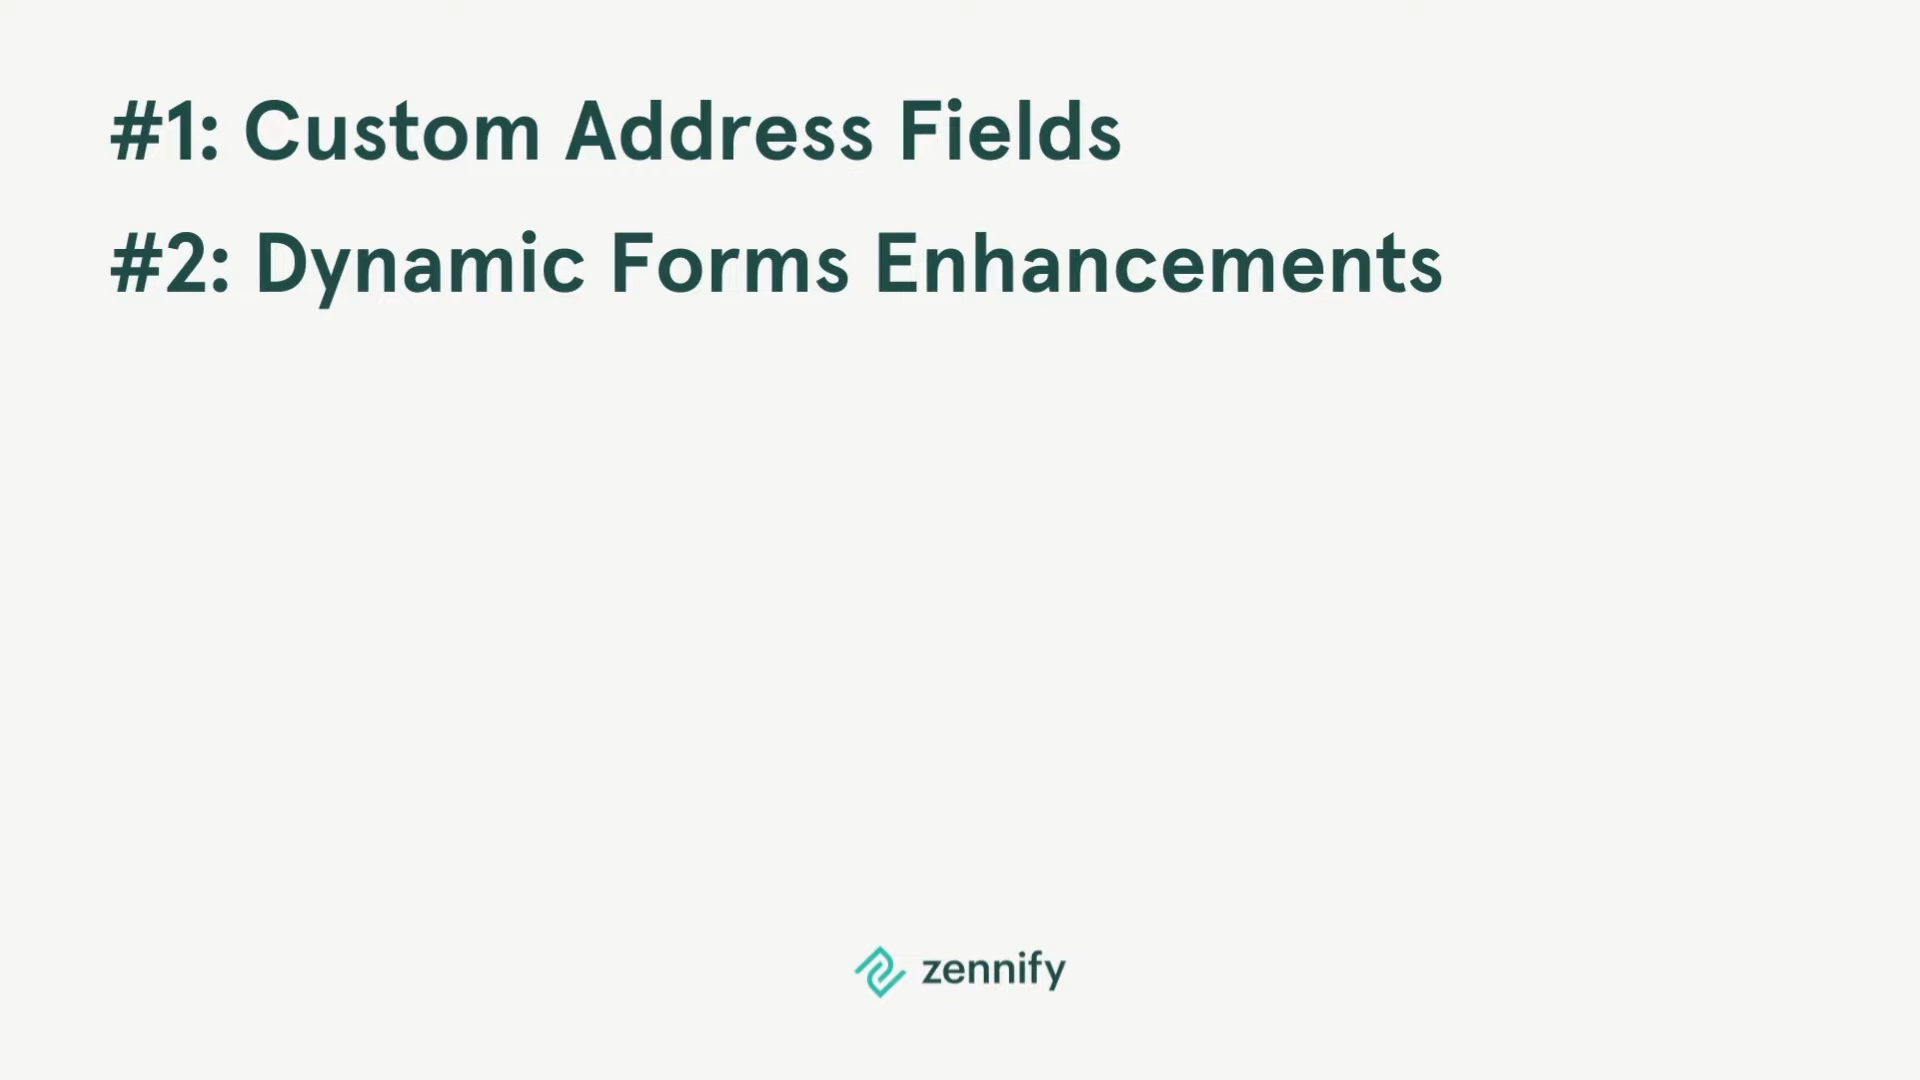 #1: Custom Address Fields
#2: Dynamic Forms Enhancements
zennify